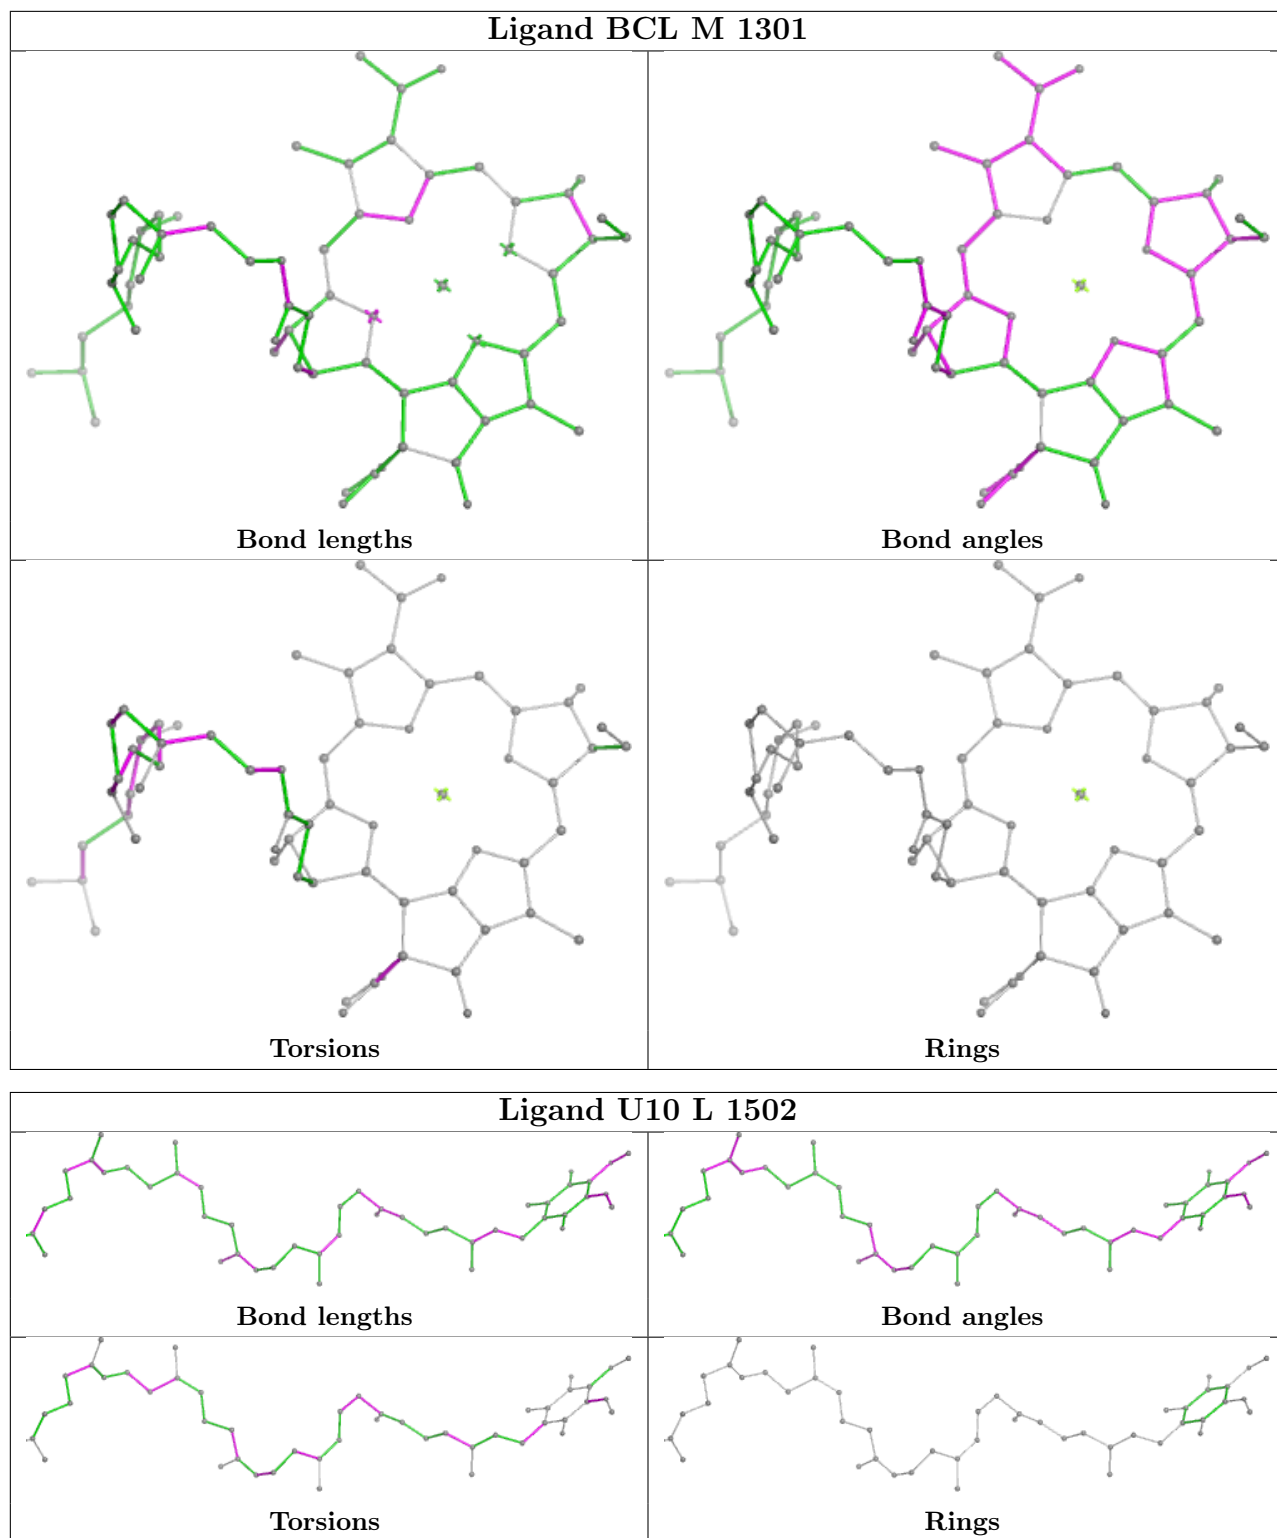 Ligand BCL M 1301
Bond lengths
Bond angles
Torsions
Rings
Ligand U10 L 1502
Bond lengths
Bond angles
Torsions
Rings